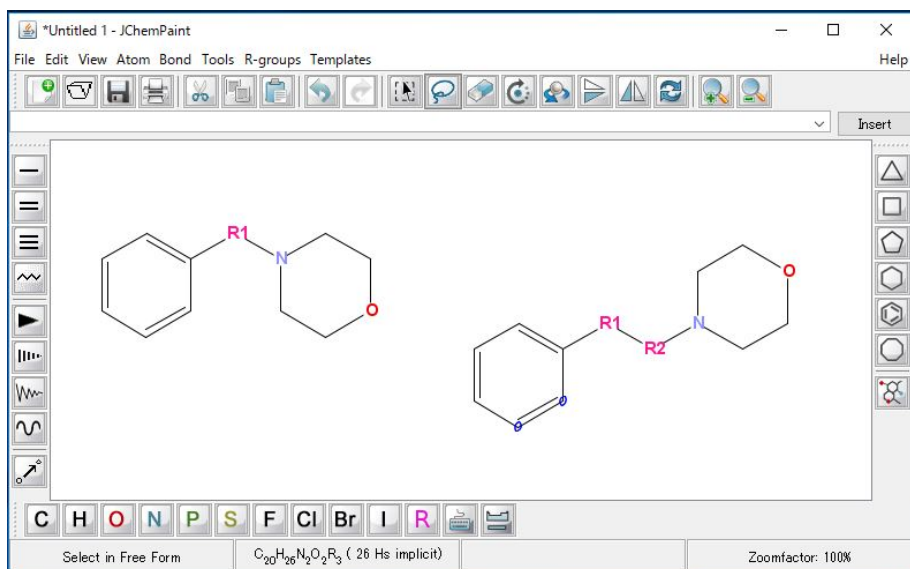 *Untitled 1 - JChemPaint
File Edit View Atom Bond Tools R-groups Templates Help
Insert
R1
N
O
O
R1
N
R2
C H O N P S F Cl Br I R
Select in Free Form C20H26N2O2R3 ( 26 Hs implicit) Zoomfactor: 100%